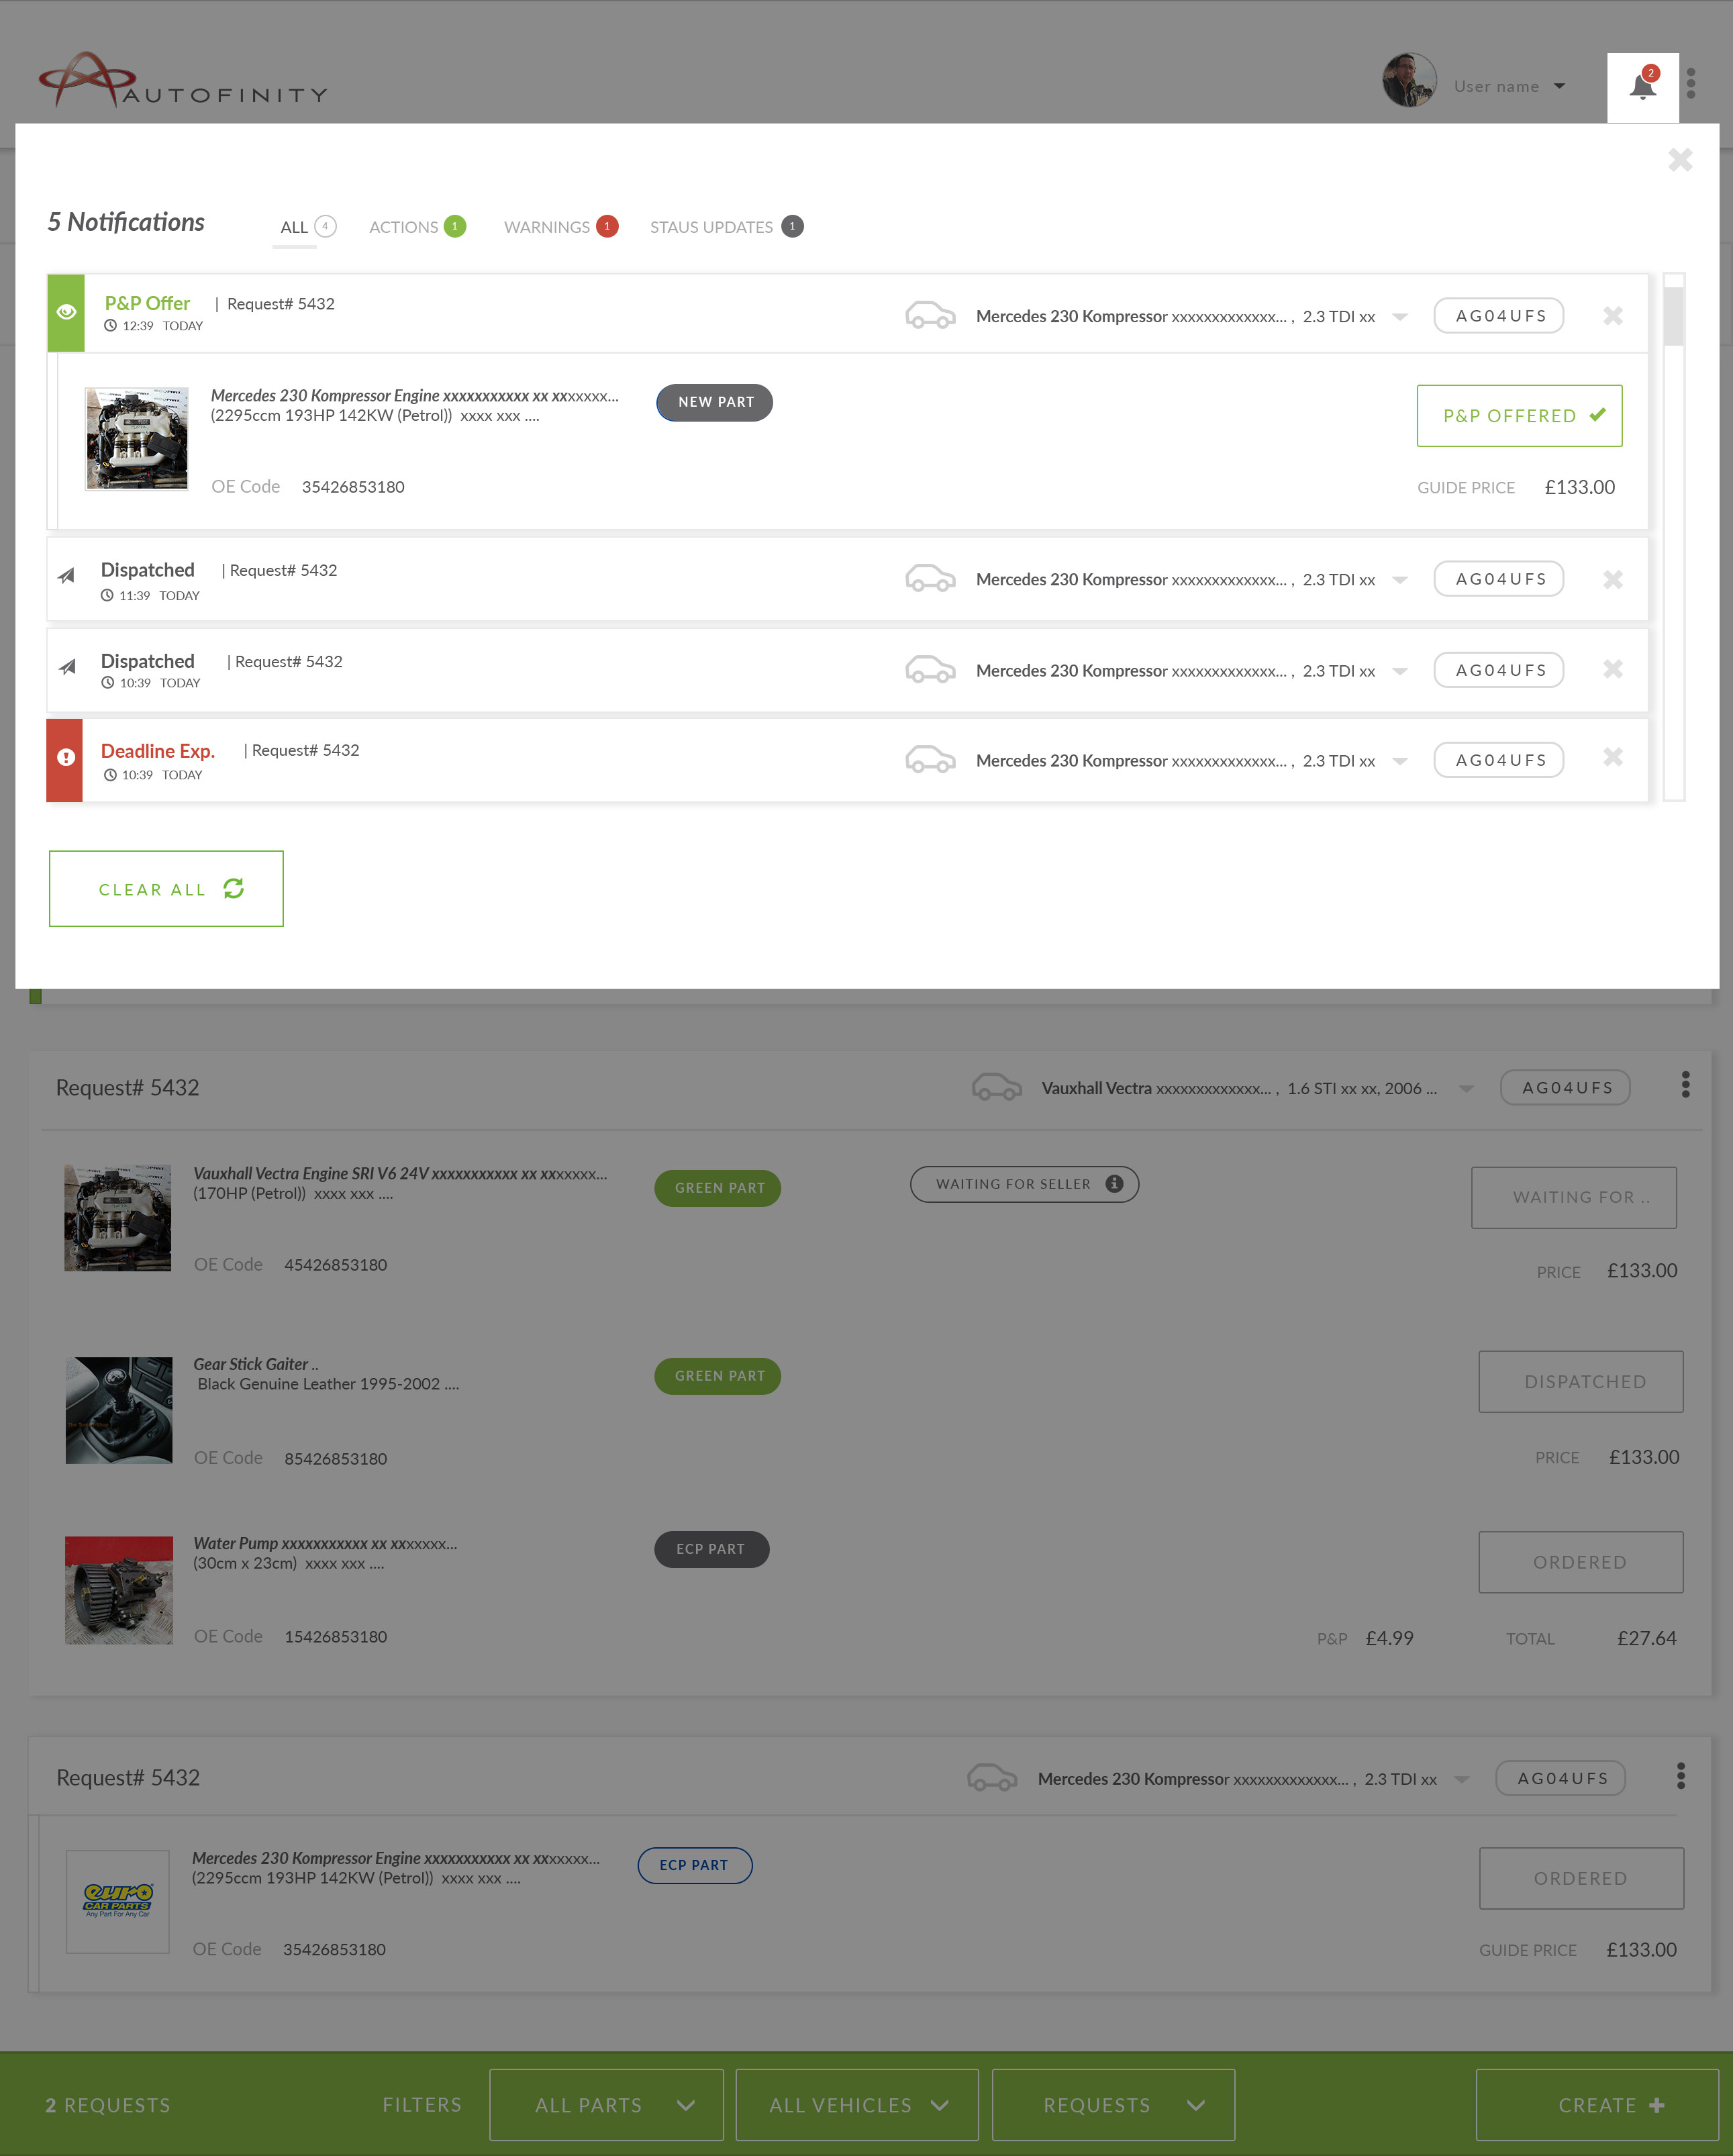 AUTOFINITY
User name
2
5 Notifications
ALL 4 ACTIONS 1 WARNINGS 1 STAUS UPDATES 1
P&P Offer | Request# 5432
12:39 TODAY
Mercedes 230 Kompressor xxxxxxxxxxxxx... , 2.3 TDI xx AG04UFS
Mercedes 230 Kompressor Engine xxxxxxxxxxx xx xxxxxxx...
(2295ccm 193HP 142KW (Petrol)) xxxx xxx ....
NEW PART
P&P OFFERED
OE Code 35426853180
GUIDE PRICE £133.00
Dispatched | Request# 5432
11:39 TODAY
Mercedes 230 Kompressor xxxxxxxxxxxxx... , 2.3 TDI xx AG04UFS
Dispatched | Request# 5432
10:39 TODAY
Mercedes 230 Kompressor xxxxxxxxxxxxx... , 2.3 TDI xx AG04UFS
Deadline Exp. | Request# 5432
10:39 TODAY
Mercedes 230 Kompressor xxxxxxxxxxxxx... , 2.3 TDI xx AG04UFS
CLEAR ALL
Request# 5432
Vauxhall Vectra xxxxxxxxxxxxx... , 1.6 STI xx xx, 2006 ... AG04UFS
Vauxhall Vectra Engine SRI V6 24V xxxxxxxxxxx xx xxxxxxx...
(170HP (Petrol)) xxxx xxx ....
GREEN PART
WAITING FOR SELLER
WAITING FOR ..
OE Code 45426853180
PRICE £133.00
Gear Stick Gaiter ..
Black Genuine Leather 1995-2002 ....
GREEN PART
DISPATCHED
OE Code 85426853180
PRICE £133.00
Water Pump xxxxxxxxxxx xx xxxxxxx...
(30cm x 23cm) xxxx xxx ....
ECP PART
ORDERED
OE Code 15426853180
P&P £4.99 TOTAL £27.64
Request# 5432
Mercedes 230 Kompressor xxxxxxxxxxxxx... , 2.3 TDI xx AG04UFS
euro
CAR PARTS
Any Part For Any Car
Mercedes 230 Kompressor Engine xxxxxxxxxxx xx xxxxxxx...
(2295ccm 193HP 142KW (Petrol)) xxxx xxx ....
ECP PART
ORDERED
OE Code 35426853180
GUIDE PRICE £133.00
2 REQUESTS FILTERS ALL PARTS ALL VEHICLES REQUESTS CREATE